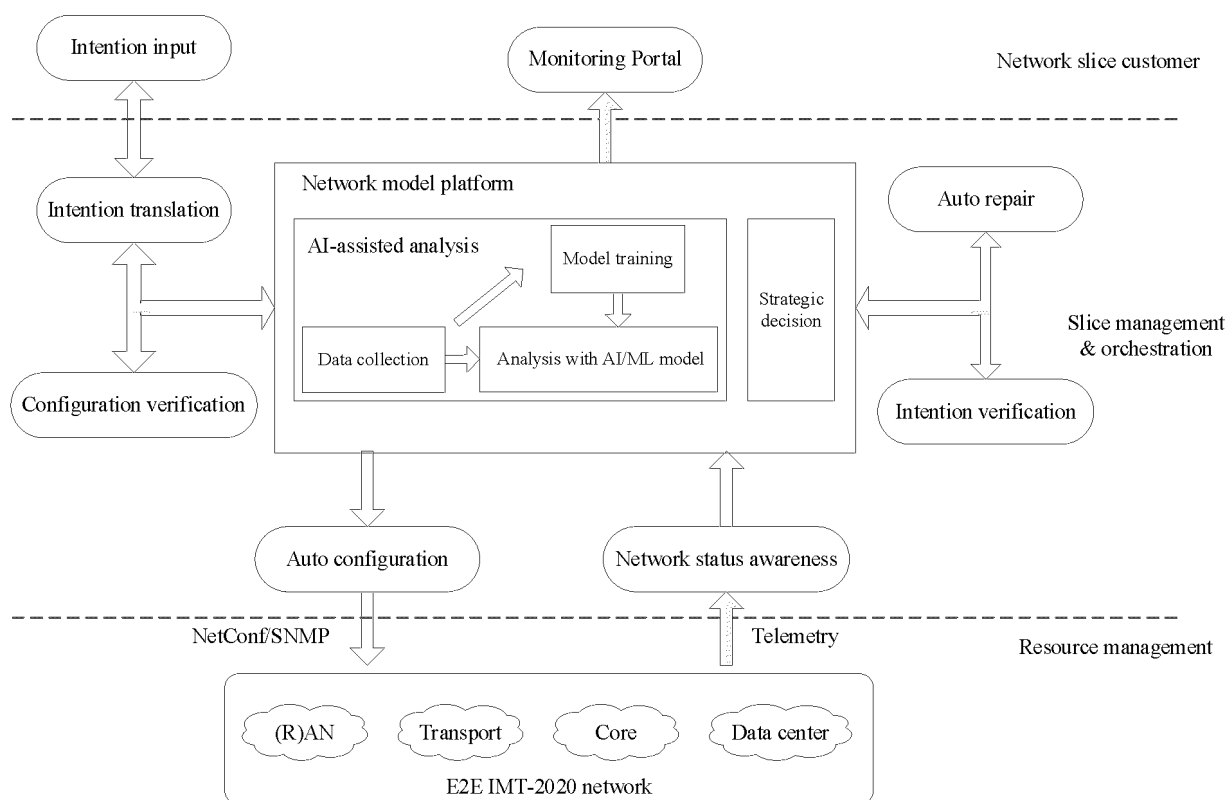 Intention input
Monitoring Portal
Network slice customer
Network model platform
Intention translation
Auto repair
AI-assisted analysis
Model training
Strategic
decision
Slice management
& orchestration
Data collection
Analysis with AI/ML model
Configuration verification
Intention verification
Auto configuration
Network status awareness
NetConf/SNMP
Telemetry
Resource management
(R)AN
Transport
Core
Data center
E2E IMT-2020 network